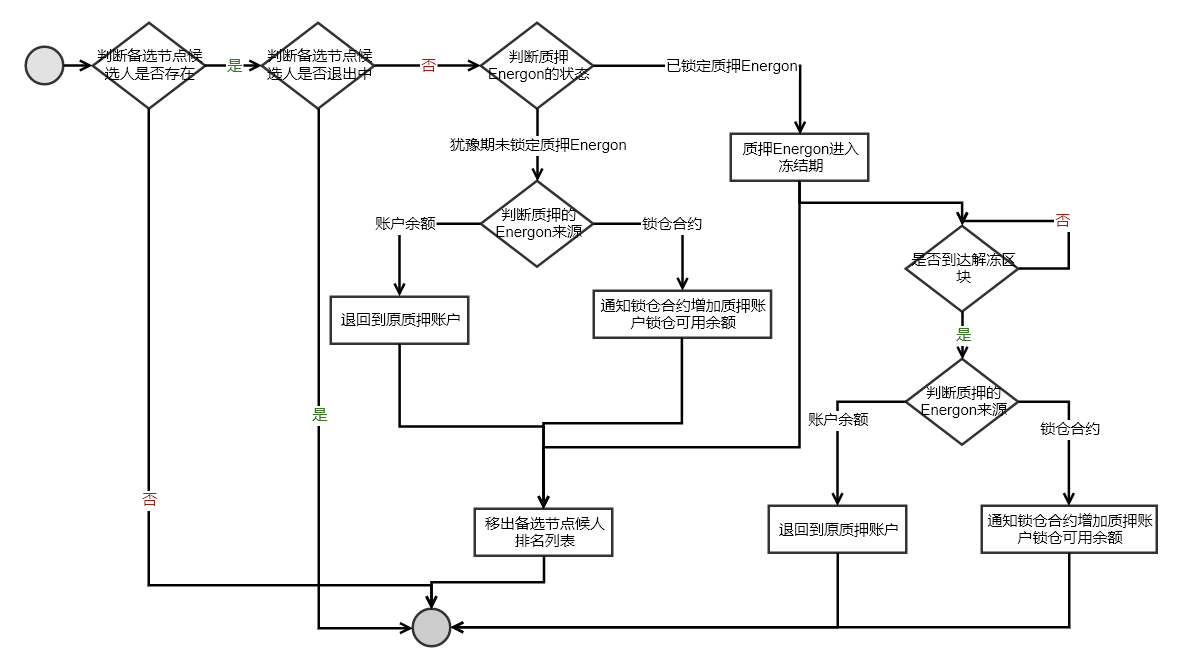 判断备选节点候
选人是否存在
是
判断备选节点候
选人是否退出中
否
判断质押
Energon的状态
已锁定质押Energon
犹豫期未锁定质押Energon
质押Energon进入
冻结期
账户余额
判断质押的
Energon来源
锁仓合约
否
是否到达解冻区
块
退回到原质押账户
通知锁仓合约增加质押账
户锁仓可用余额
是
判断质押的
Energon来源
是
账户余额
锁仓合约
否
移出备选节点候人
排名列表
退回到原质押账户
通知锁仓合约增加质押账
户锁仓可用余额